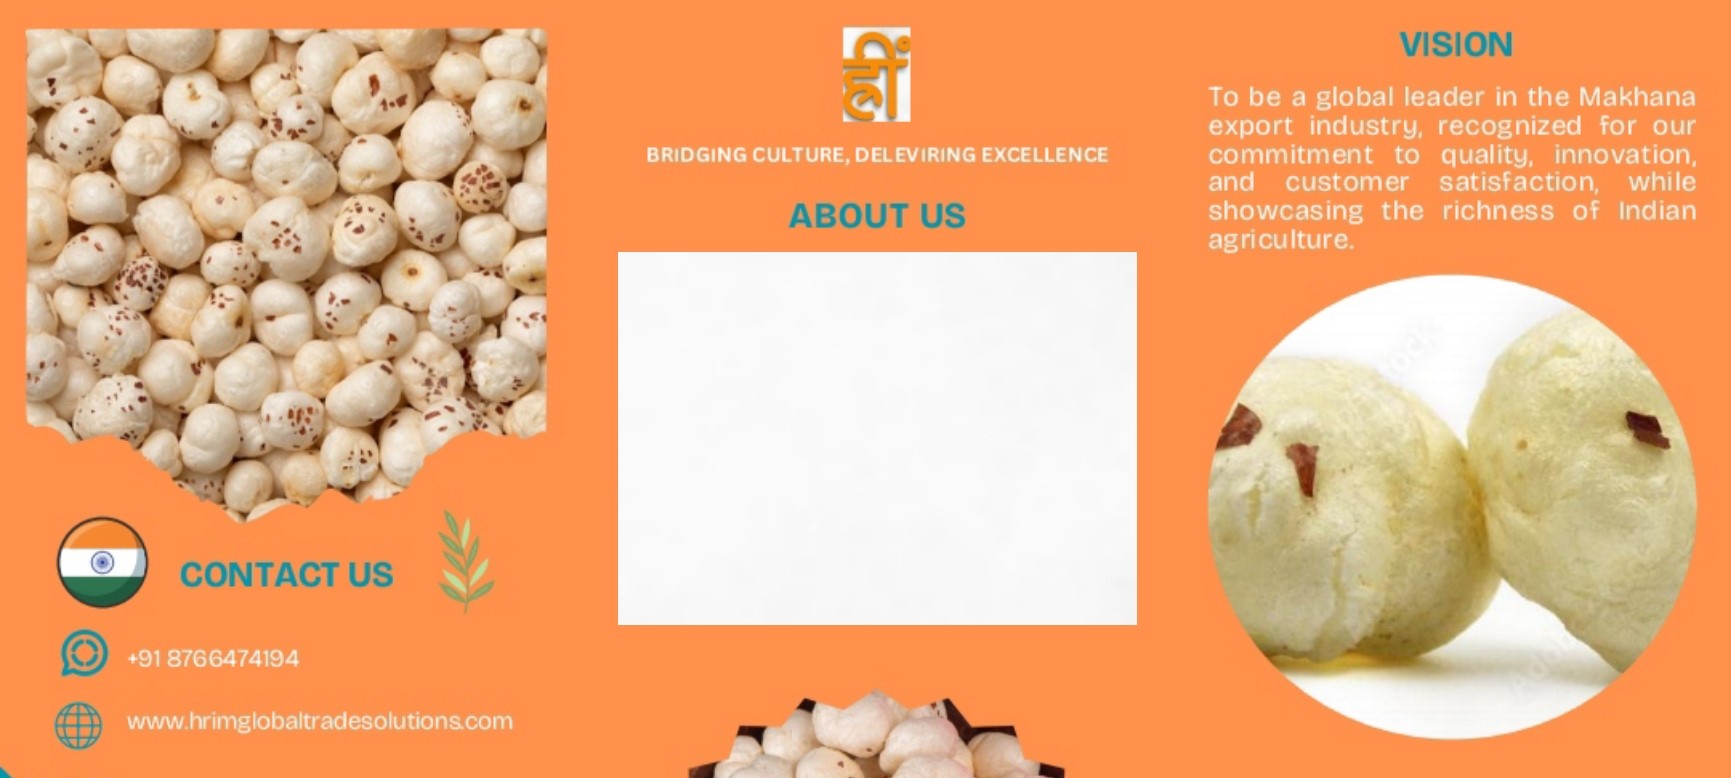 CONTACT US
+91 8766474194
www.hrimglobaltradesolutions.com
ह्रीं
BRIDGING CULTURE, DELEVIRING EXCELLENCE
ABOUT US
VISION
To be a global leader in the Makhana
export industry, recognized for our
commitment to quality, innovation,
and customer satisfaction, while
showcasing the richness of Indian
agriculture.